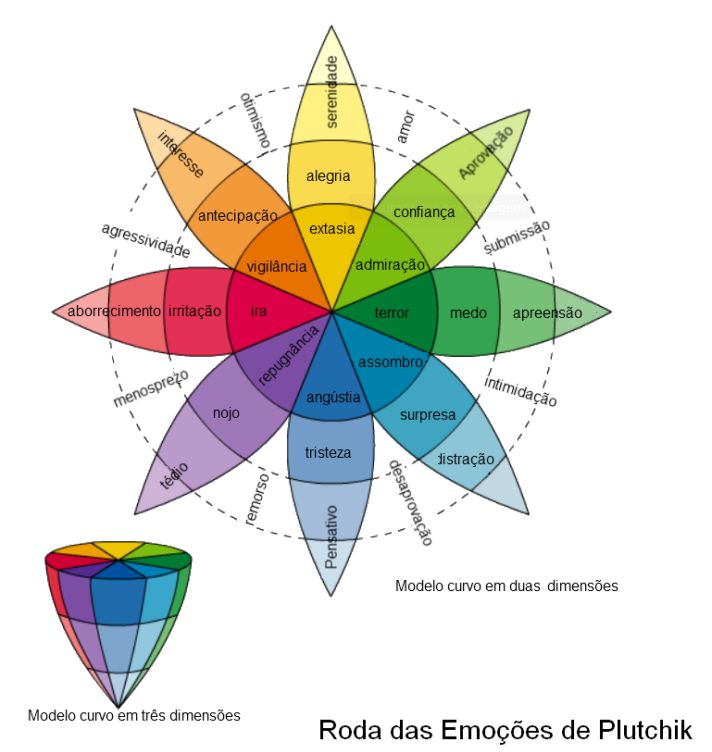 serenidade
otimismo
amor
interesse
Aprovação
alegria
antecipação
confiança
extasia
agressividade
submissão
vigilância
admiração
aborrecimento
irritação
ira
terror
medo
apreensão
repugnância
assombro
menosprezo
intimidação
angústia
nojo
surpresa
tristeza
tédio
distração
remorso
desaprovação
Pensativo
Modelo curvo em duas dimensões
Modelo curvo em três dimensões
Roda das Emoções de Plutchik